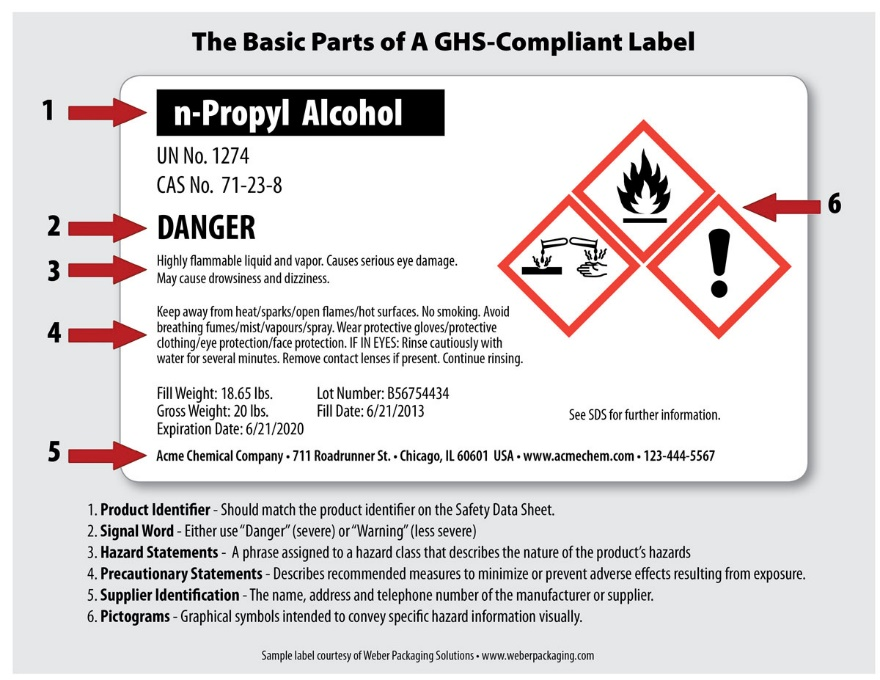 The Basic Parts of A GHS-Compliant Label
1
n-Propyl Alcohol
UN No. 1274
CAS No. 71-23-8
6
2
DANGER
3
Highly flammable liquid and vapor. Causes serious eye damage.
May cause drowsiness and dizziness.
4
Keep away from heat/sparks/open flames/hot surfaces. No smoking. Avoid
breathing fumes/mist/vapours/spray. Wear protective gloves/protective
clothing/eye protection/face protection. IF IN EYES: Rinse cautiously with
water for several minutes. Remove contact lenses if present. Continue rinsing.
Fill Weight: 18.65 lbs. Lot Number: B56754434
Gross Weight: 20 lbs. Fill Date: 6/21/2013
Expiration Date: 6/21/2020
See SDS for further information.
5
Acme Chemical Company • 711 Roadrunner St. • Chicago, IL 60601 USA • www.acmechem.com • 123-444-5567
1. Product Identifier - Should match the product identifier on the Safety Data Sheet.
2. Signal Word - Either use "Danger" (severe) or "Warning" (less severe)
3. Hazard Statements - A phrase assigned to a hazard class that describes the nature of the product's hazards
4. Precautionary Statements - Describes recommended measures to minimize or prevent adverse effects resulting from exposure.
5. Supplier Identification - The name, address and telephone number of the manufacturer or supplier.
6. Pictograms - Graphical symbols intended to convey specific hazard information visually.
Sample label courtesy of Weber Packaging Solutions • www.weberpackaging.com